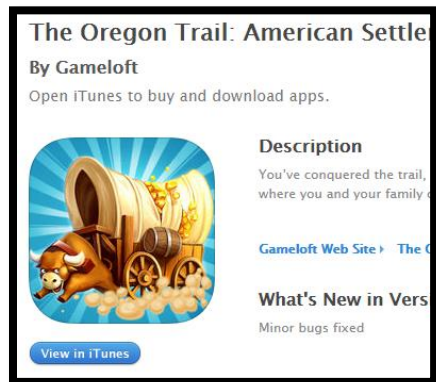 The Oregon Trail: American Settler
By Gameloft
Open iTunes to buy and download apps.
Description
You've conquered the trail,
where you and your family
Gameloft Web Site
The
What's New in Vers
Minor bugs fixed
View in iTunes